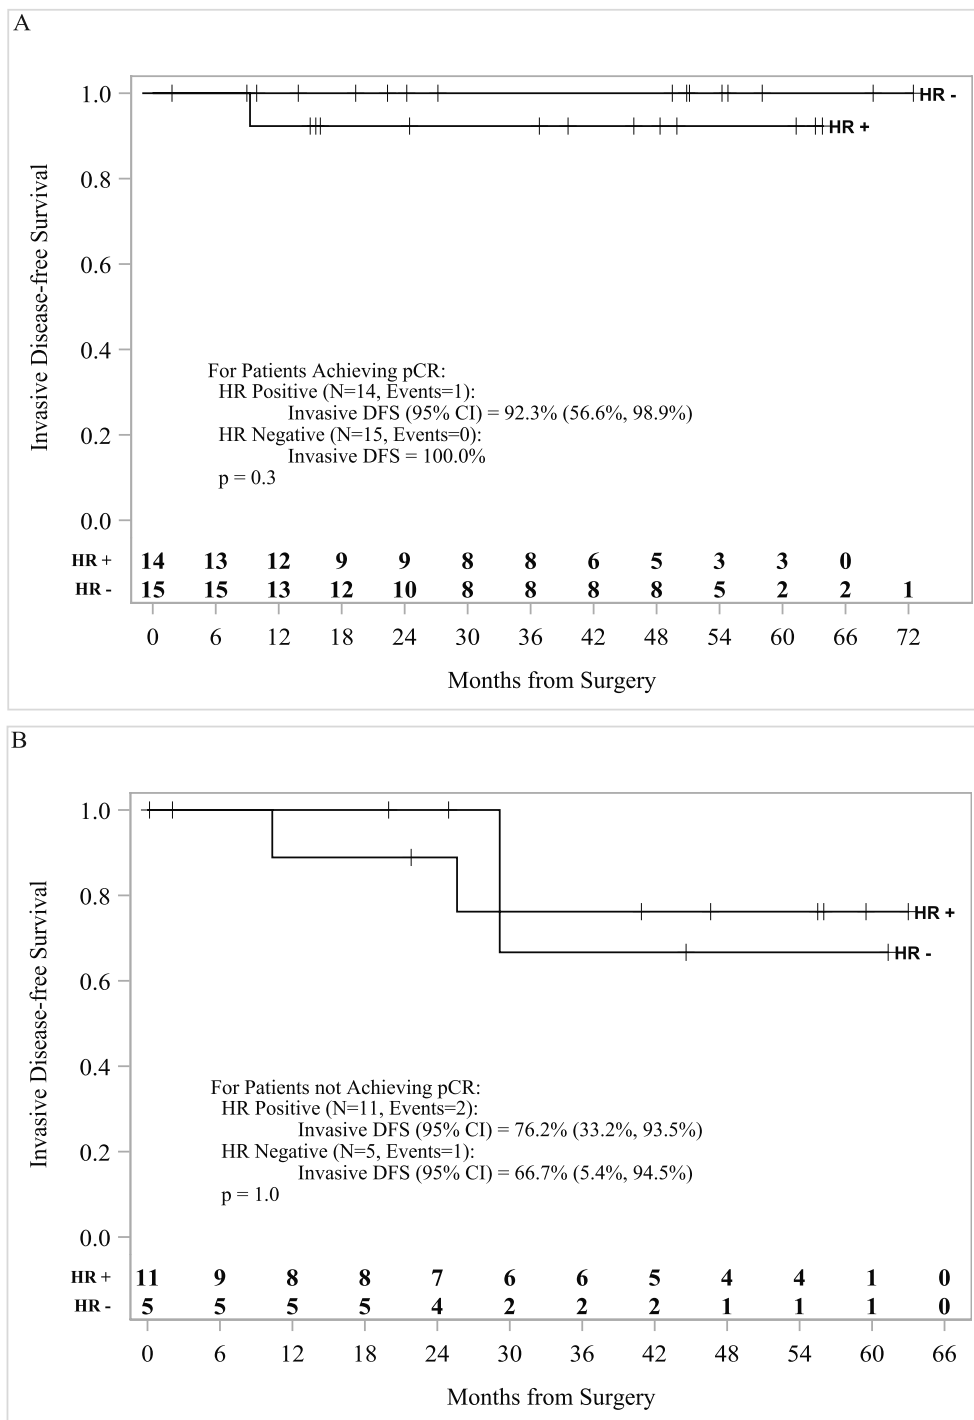 A
Invasive Disease-free Survival
1.0
0.8
0.6
0.4
0.2
0.0
HR -
HR +
For Patients Achieving pCR:
HR Positive (N=14, Events=1):
Invasive DFS (95% CI) = 92.3% (56.6%, 98.9%)
HR Negative (N=15, Events=0):
Invasive DFS = 100.0%
p = 0.3
HR + 14 13 12 9 9 8 8 6 5 3 3 0
HR - 15 15 13 12 10 8 8 8 8 5 2 2 1
0 6 12 18 24 30 36 42 48 54 60 66 72
Months from Surgery
B
Invasive Disease-free Survival
1.0
0.8
0.6
0.4
0.2
0.0
HR +
HR -
For Patients not Achieving pCR:
HR Positive (N=11, Events=2):
Invasive DFS (95% CI) = 76.2% (33.2%, 93.5%)
HR Negative (N=5, Events=1):
Invasive DFS (95% CI) = 66.7% (5.4%, 94.5%)
p = 1.0
HR + 11 9 8 8 7 6 6 5 4 4 1 0
HR - 5 5 5 5 4 2 2 2 1 1 1 0
0 6 12 18 24 30 36 42 48 54 60 66
Months from Surgery